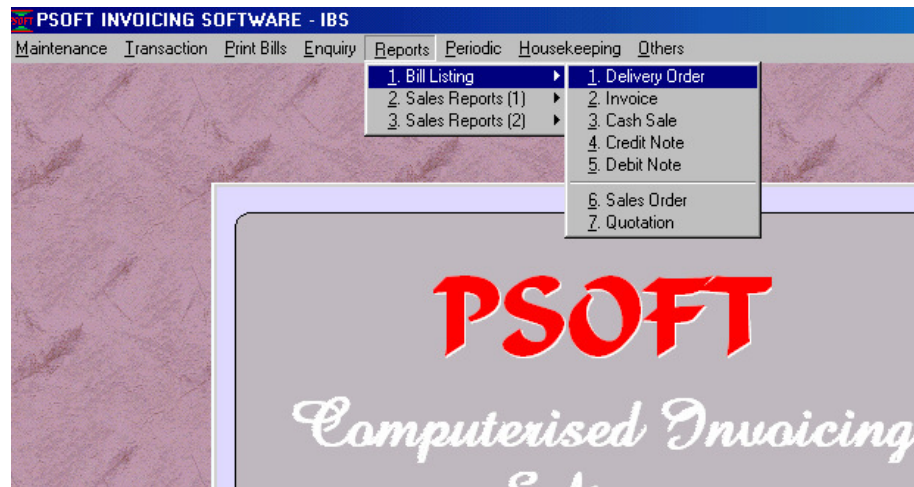 PSOFT INVOICING SOFTWARE - IBS
Maintenance Transaction Print Bills Enquiry Reports Periodic Housekeeping Others
1. Bill Listing
2. Sales Reports (1)
3. Sales Reports (2)
1. Delivery Order
2. Invoice
3. Cash Sale
4. Credit Note
5. Debit Note
6. Sales Order
7. Quotation
PSOFT
Computerised Invoicing